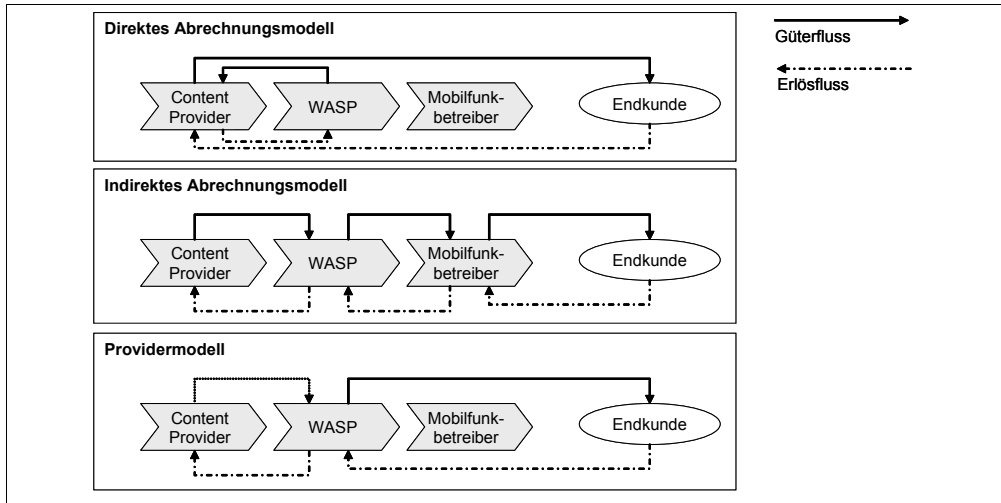 Direktes Abrechnungsmodell
Content
Provider
WASP
Mobilfunk-
betreiber
Endkunde
Güterfluss
Erlösfluss
Indirektes Abrechnungsmodell
Content
Provider
WASP
Mobilfunk-
betreiber
Endkunde
Providermodell
Content
Provider
WASP
Mobilfunk-
betreiber
Endkunde